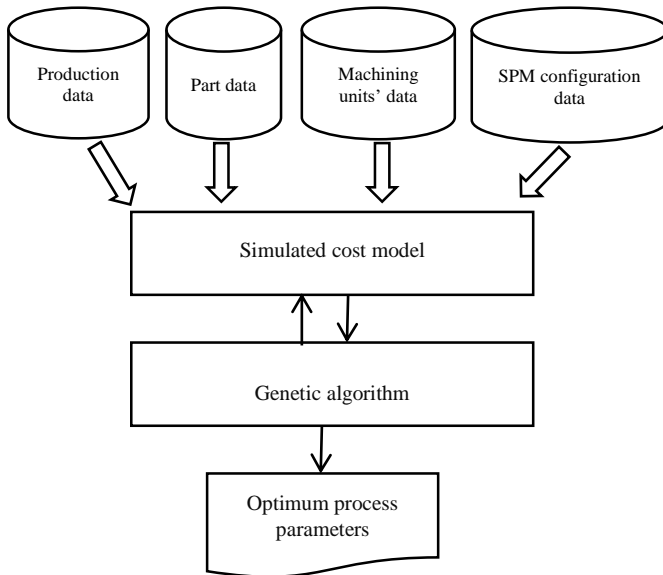 Production
data
Part data
Machining
units’ data
SPM configuration
data
Simulated cost model
Genetic algorithm
Optimum process
parameters